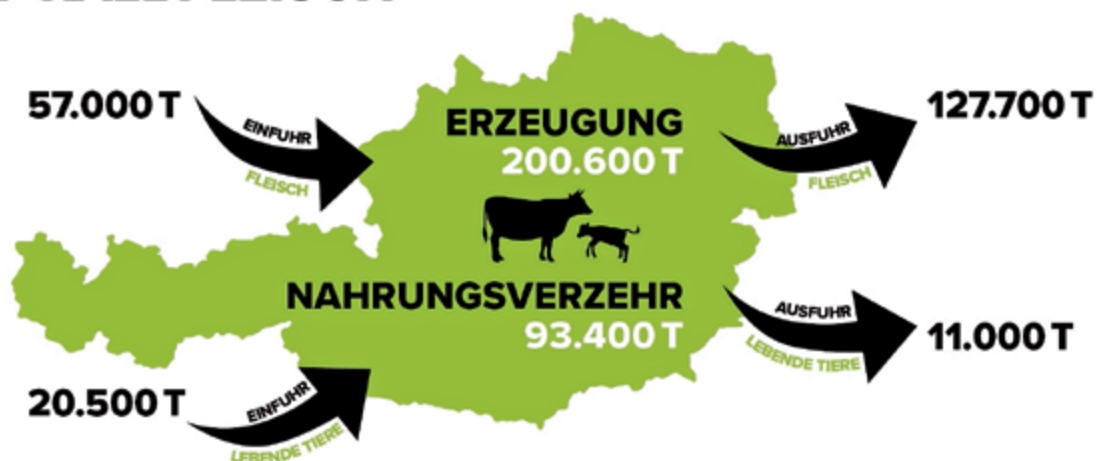 57.000 T
EINFUHR
FLEISCH
ERZEUGUNG
200.600 T
AUSFUHR
FLEISCH
127.700 T
NAHRUNGSVERZEHR
93.400 T
AUSFUHR
LEBENDE TIERE
11.000 T
20.500 T
EINFUHR
LEBENDE TIERE